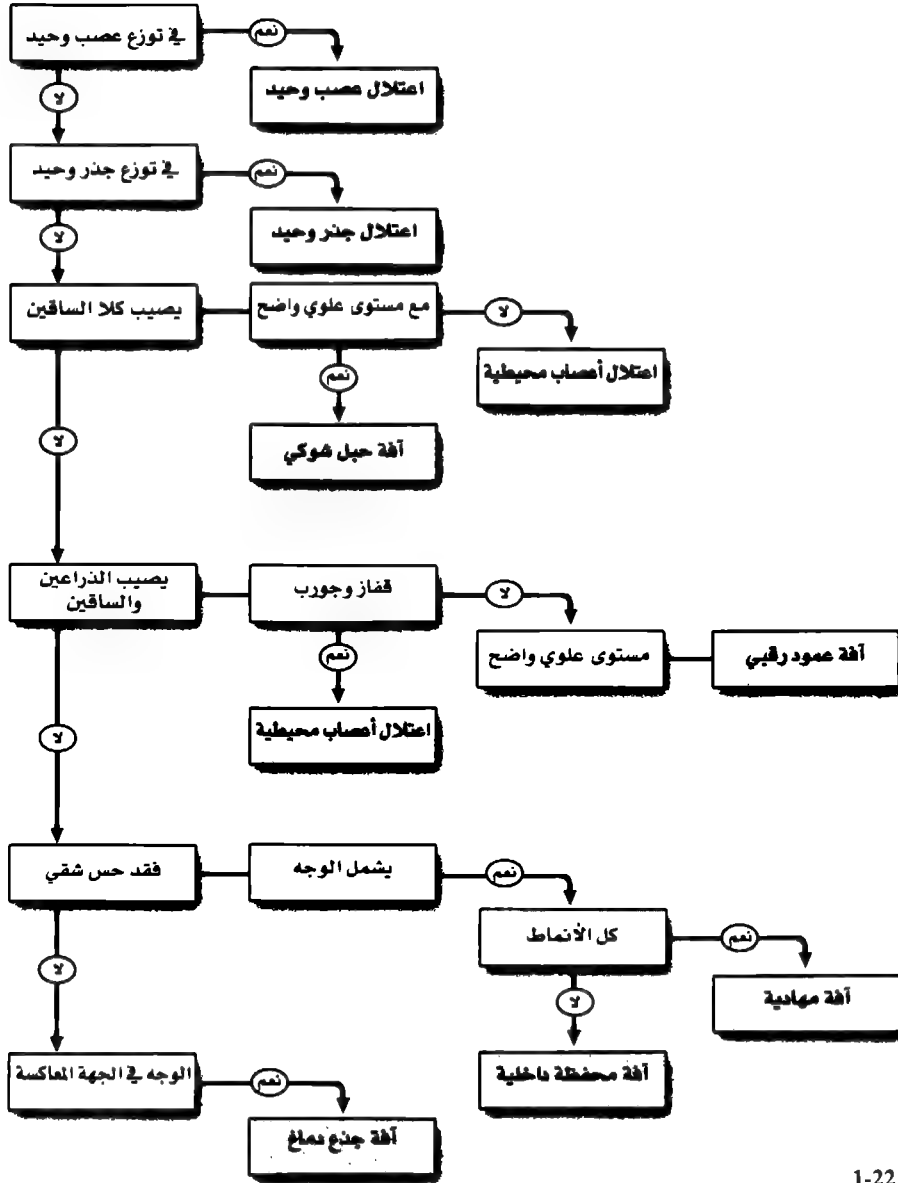 في توزع عصب وحيد
نعم
اعتلال عصب وحيد
لا
في توزع جذر وحيد
نعم
اعتلال جذر وحيد
لا
يصيب كلا الساقين
مع مستوى علوي واضح
لا
اعتلال أعصاب محيطية
نعم
آفة حبل شوكي
لا
يصيب الذراعين
والساقين
قفاز وجورب
لا
مستوى علوي واضح
آفة عمود رقبي
نعم
اعتلال أعصاب محيطية
لا
فقد حس شقي
يشمل الوجه
نعم
كل الأنماط
نعم
آفة مهادية
لا
آفة محفظة داخلية
لا
الوجه في الجهة المعاكسة
نعم
آفة جذع دماغ
1-22